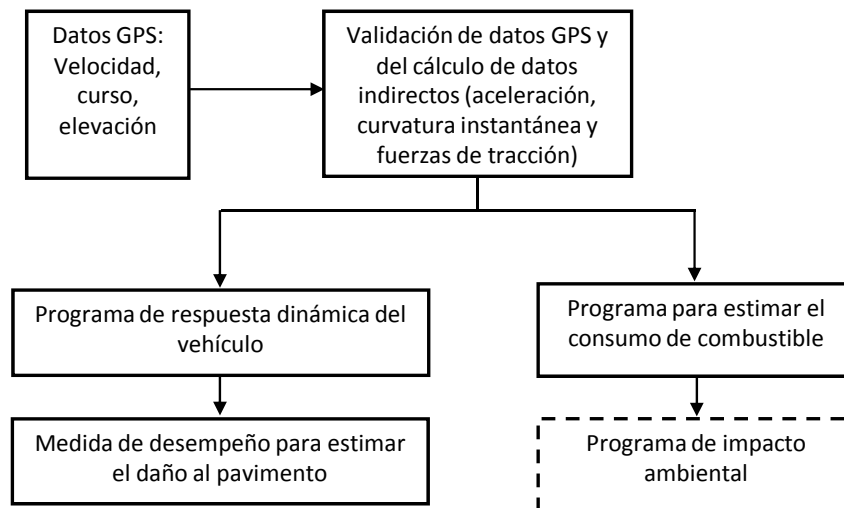 Datos GPS:
Velocidad,
curso,
elevación
Validación de datos GPS y
del cálculo de datos
indirectos (aceleración,
curvatura instantánea y
fuerzas de tracción)
Programa de respuesta dinámica del
vehículo
Programa para estimar el
consumo de combustible
Medida de desempeño para estimar
el daño al pavimento
Programa de impacto
ambiental